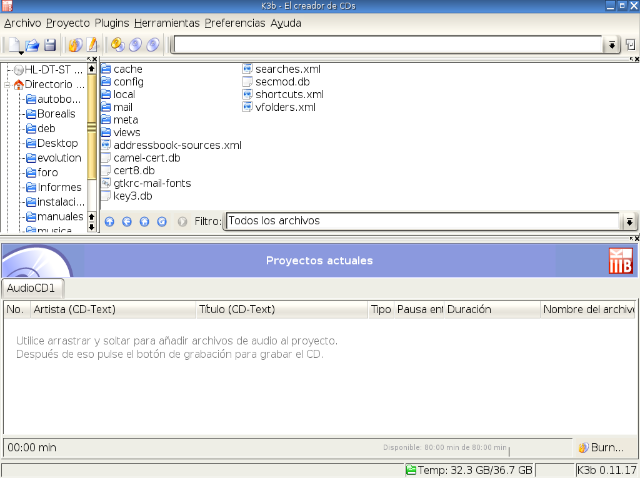 K3b - El creador de CDs
Archivo Proyecto Plugins Herramientas Preferencias Ayuda
HL-DT-ST ...
Directorio ...
autobo...
Borealis
deb
Desktop
evolution
foro
Informes
instalaci...
manuales
musica
cache
config
local
mail
meta
views
addressbook-sources.xml
camel-cert.db
cert8.db
gtkrc-mail-fonts
key3.db
searches.xml
secmod.db
shortcuts.xml
vfolders.xml
Filtro: Todos los archivos
Proyectos actuales
AudioCD1
No. Artista (CD-Text) Título (CD-Text) Tipo Pausa ent Duración Nombre del archivo
Utilice arrastrar y soltar para añadir archivos de audio al proyecto.
Después de eso pulse el botón de grabación para grabar el CD.
00:00 min Disponible: 80:00 min de 80:00 min Burn...
Temp: 32.3 GB/36.7 GB K3b 0.11.17